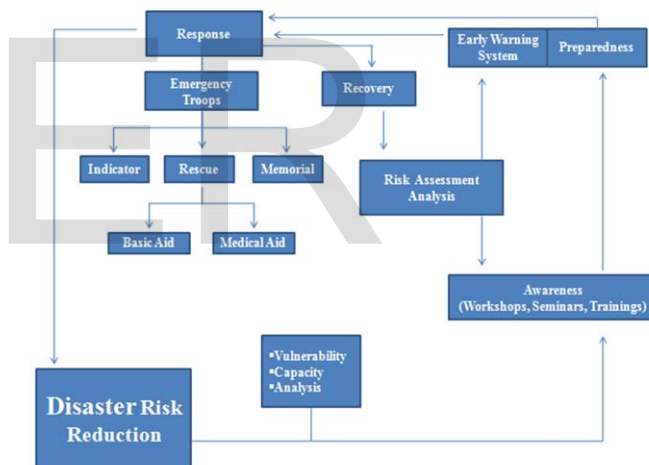 Response
Early Warning
System
Preparedness
Emergency
Troops
Recovery
Indicator
Rescue
Memorial
Risk Assessment
Analysis
Basic Aid
Medical Aid
Awareness
(Workshops, Seminars, Trainings)
▪Vulnerability
▪Capacity
▪Analysis
Disaster Risk
Reduction
ER